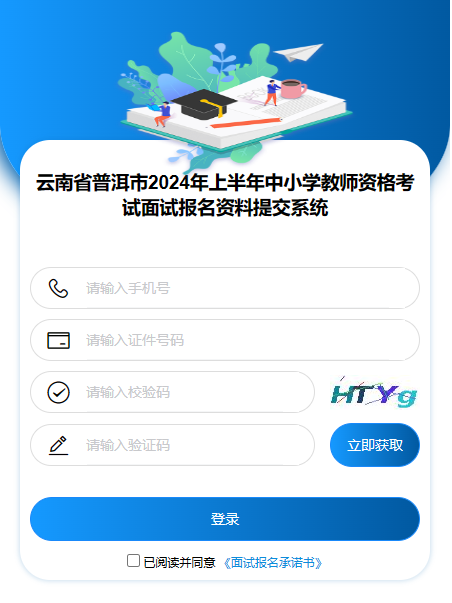 云南省普洱市2024年上半年中小学教师资格考
试面试报名资料提交系统
请输入手机号
请输入证件号码
请输入校验码
HTYg
请输入验证码
立即获取
登录
已阅读并同意 《面试报名承诺书》